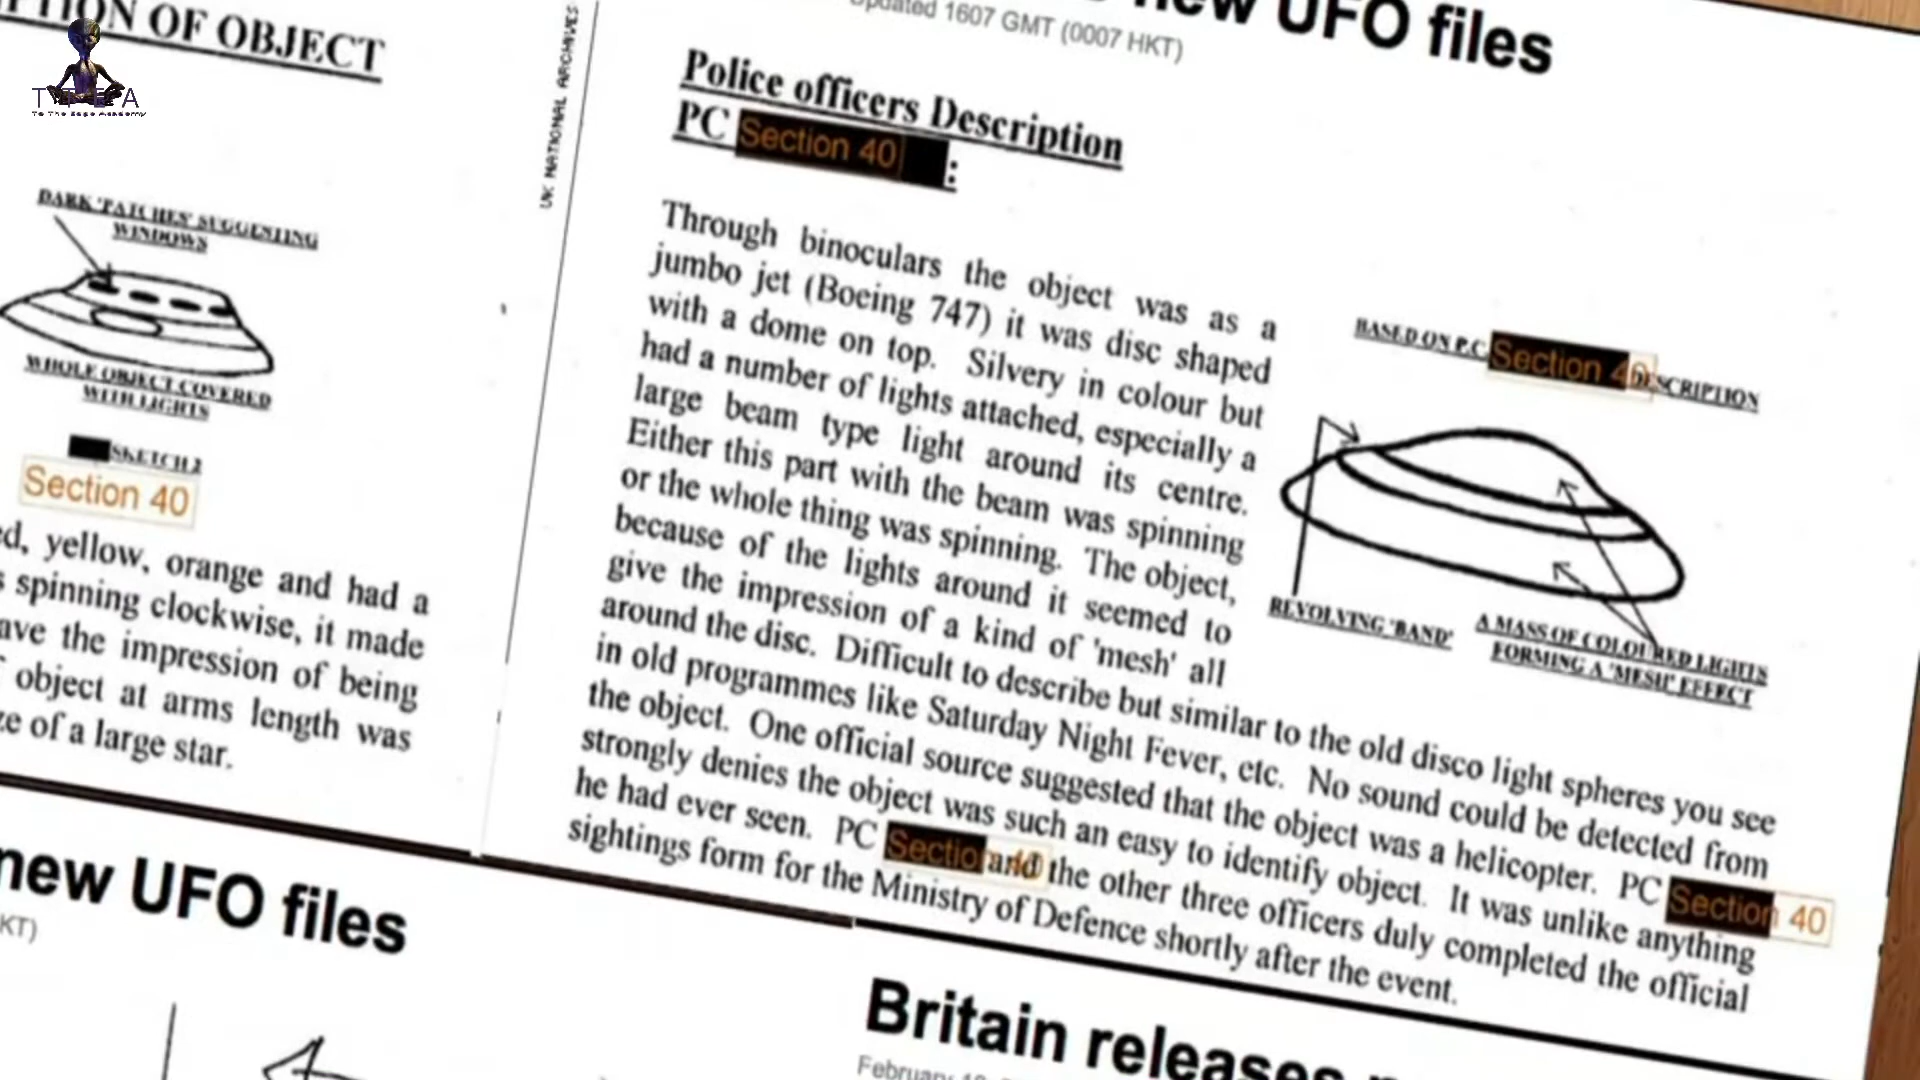 TION OF OBJECT
To The Edge Academy
DARK 'PATCHES' SUGGESTING
WINDOWS
WHOLE OBJECT COVERED
WITH LIGHTS
SKETCH 2
Section 40
yellow, orange and had a
spinning clockwise, it made
the impression of being
object at arms length was
of a large star.
UK NATIONAL ARCHIVES
new UFO files
Updated 1607 GMT (0007 HKT)
Police officers Description
PC Section 40 :
Through binoculars the object was as a
jumbo jet (Boeing 747) it was disc shaped
with a dome on top. Silvery in colour but
had a number of lights attached, especially a
large beam type light around its centre.
Either this part with the beam was spinning
or the whole thing was spinning. The object,
because of the lights around it seemed to
give the impression of a kind of 'mesh' all
around the disc. Difficult to describe but similar to the old disco light spheres you see
in old programmes like Saturday Night Fever, etc. No sound could be detected from
the object. One official source suggested that the object was a helicopter. PC Section 40
strongly denies the object was such an easy to identify object. It was unlike anything
he had ever seen. PC Section 40 and the other three officers duly completed the official
sightings form for the Ministry of Defence shortly after the event.
BASED ON P.C Section 40 DESCRIPTION
REVOLVING 'BAND'
A MASS OF COLOURED LIGHTS
FORMING A 'MESH' EFFECT
new UFO files
KT)
Britain releases
February